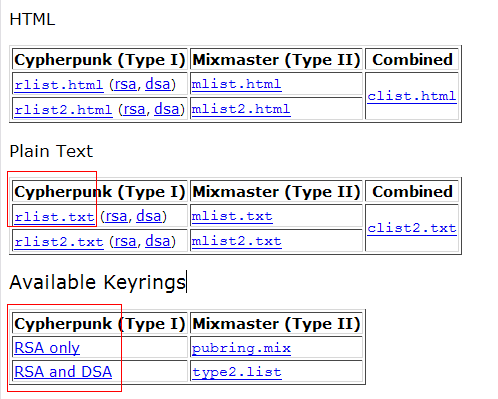 HTML
Cypherpunk (Type I) Mixmaster (Type II) Combined
rlist.html (rsa, dsa) mlist.html clist.html
rlist2.html (rsa, dsa) mlist2.html
Plain Text
Cypherpunk (Type I) Mixmaster (Type II) Combined
rlist.txt (rsa, dsa) mlist.txt clist2.txt
rlist2.txt (rsa, dsa) mlist2.txt
Available Keyrings
Cypherpunk (Type I) Mixmaster (Type II)
RSA only pubring.mix
RSA and DSA type2.list